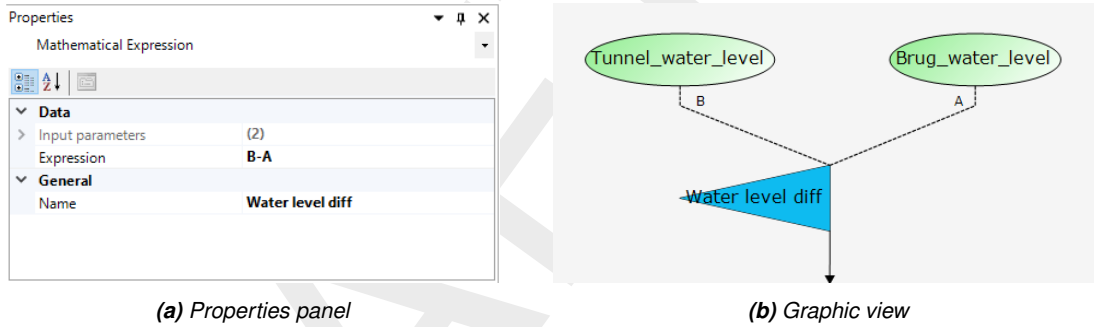 Properties
Mathematical Expression
Data
Input parameters (2)
Expression B-A
General
Name Water level diff
(a) Properties panel
Tunnel_water_level
Brug_water_level
B
A
Water level diff
(b) Graphic view